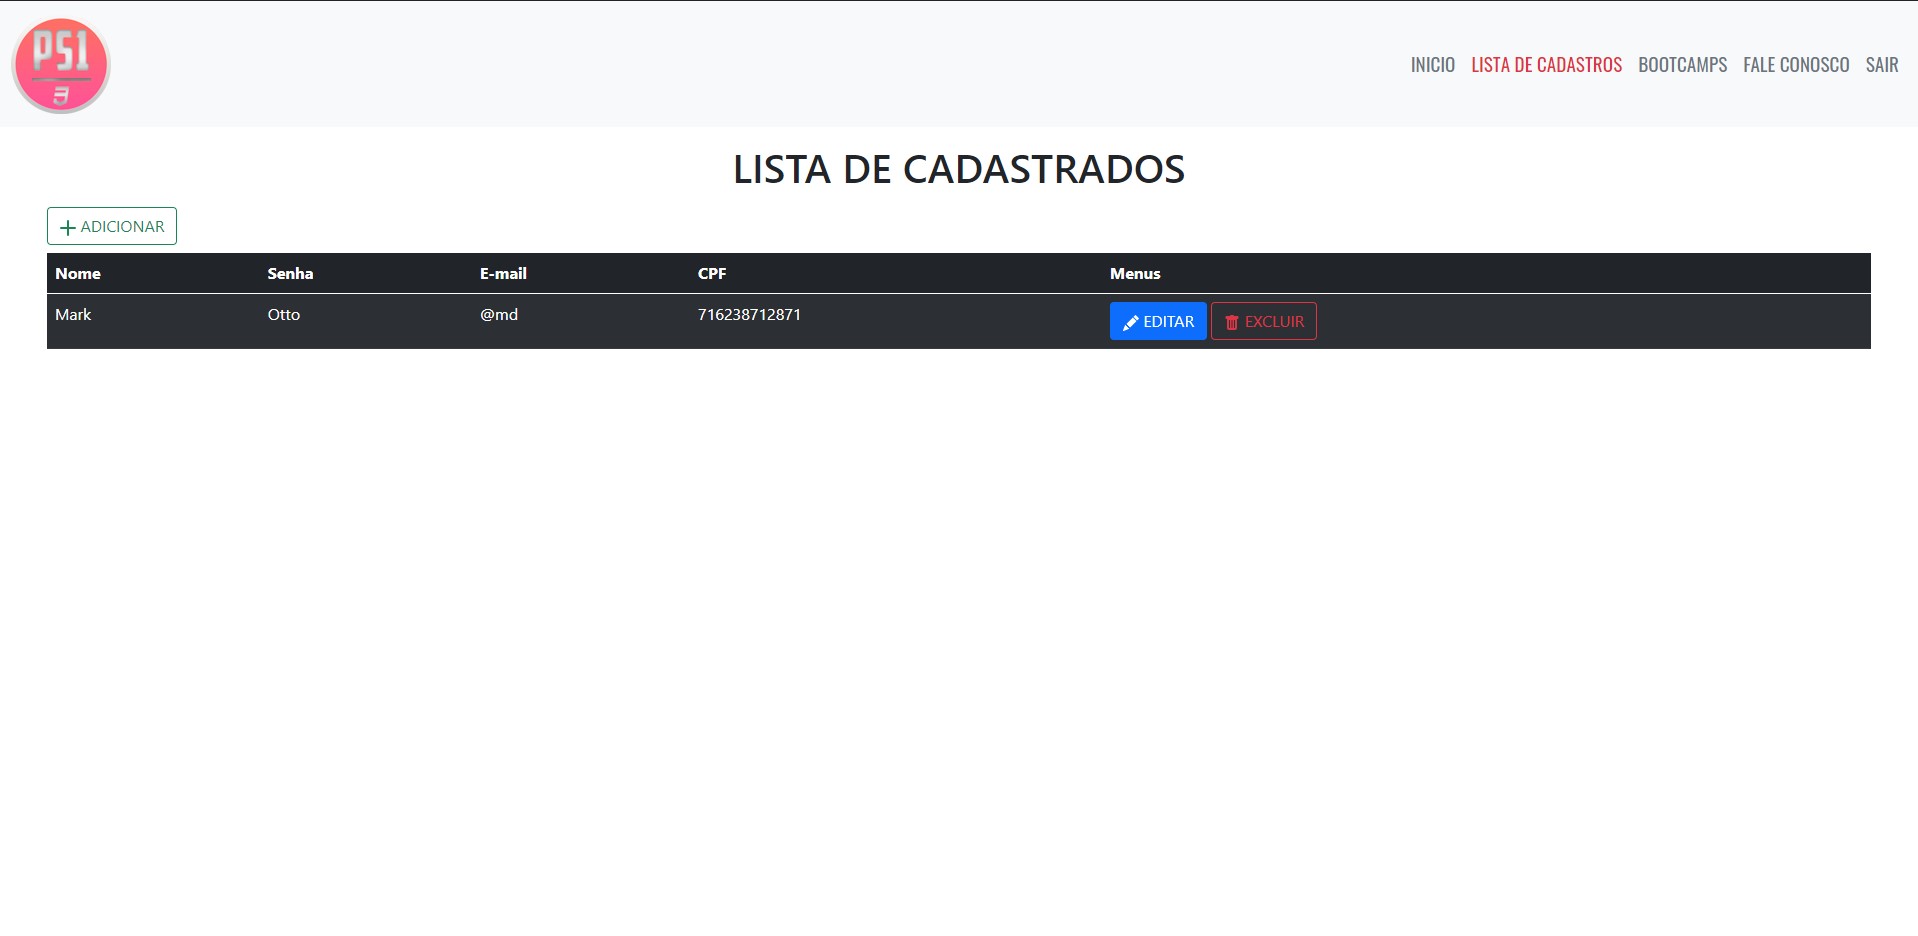 PS1
INICIO LISTA DE CADASTROS BOOTCAMPS FALE CONOSCO SAIR
LISTA DE CADASTRADOS
ADICIONAR
Nome Senha E-mail CPF Menus
Mark Otto @md 716238712871 EDITAR EXCLUIR